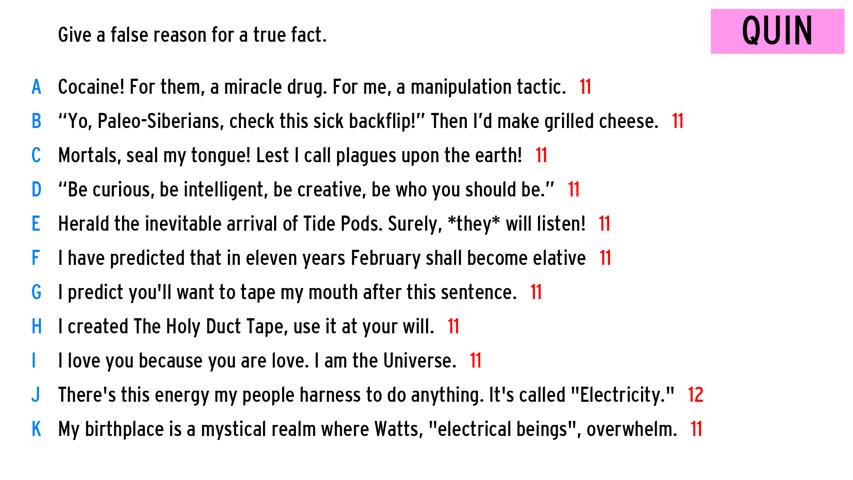 Give a false reason for a true fact.
QUIN
A Cocaine! For them, a miracle drug. For me, a manipulation tactic. 11
B “Yo, Paleo-Siberians, check this sick backflip!” Then I’d make grilled cheese. 11
C Mortals, seal my tongue! Lest I call plagues upon the earth! 11
D “Be curious, be intelligent, be creative, be who you should be.” 11
E Herald the inevitable arrival of Tide Pods. Surely, *they* will listen! 11
F I have predicted that in eleven years February shall become elative 11
G I predict you'll want to tape my mouth after this sentence. 11
H I created The Holy Duct Tape, use it at your will. 11
I I love you because you are love. I am the Universe. 11
J There's this energy my people harness to do anything. It's called "Electricity." 12
K My birthplace is a mystical realm where Watts, "electrical beings", overwhelm. 11